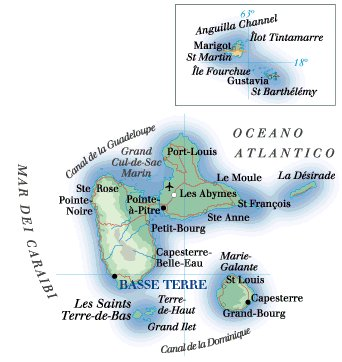 63°
Anguilla Channel
Îlot Tintamarre
Marigot
St Martin
18°
Île Fourchue
Gustavia
St Barthélémy
Canal de la Guadeloupe
OCEANO
ATLANTICO
Grand
Cul-de-Sac
Marin
Port-Louis
Le Moule
La Désirade
MAR DEI CARAIBI
Ste Rose
Pointe
Noire
Pointe-
à-Pitre
Les Abymes
St François
Ste Anne
Petit-Bourg
Capesterre-
Belle-Eau
Marie-
Galante
St Louis
BASSE TERRE
Capesterre
Grand-Bourg
Les Saints
Terre-de-Bas
Terre-
de-Haut
Grand Ilet
Canal de la Dominique